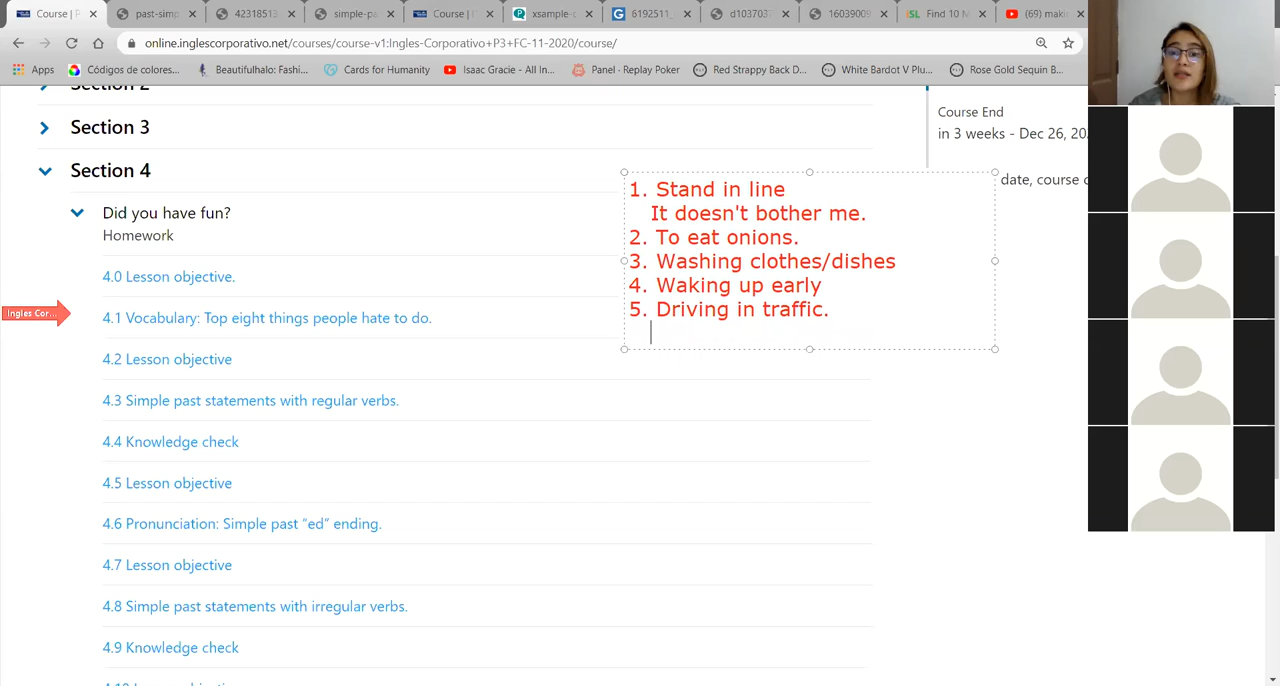 Course | P
past-simp
42318513
simple-pa
Course | T
xsample-c
6192511_
d1037037
16039009
Find 10 M
(69) maki
online.inglescorporativo.net/courses/course-v1:Ingles-Corporativo+P3+FC-11-2020/course/
Apps
Códigos de colores...
Beautifulhalo: Fashi...
Cards for Humanity
Isaac Gracie - All In...
Panel · Replay Poker
Red Strappy Back D...
White Bardot V Plu...
Rose Gold Sequin B...
Section 2
Section 3
Section 4
Did you have fun?
Homework
4.0 Lesson objective.
4.1 Vocabulary: Top eight things people hate to do.
4.2 Lesson objective
4.3 Simple past statements with regular verbs.
4.4 Knowledge check
4.5 Lesson objective
4.6 Pronunciation: Simple past “ed” ending.
4.7 Lesson objective
4.8 Simple past statements with irregular verbs.
4.9 Knowledge check
Ingles Cor...
1. Stand in line
It doesn't bother me.
2. To eat onions.
3. Washing clothes/dishes
4. Waking up early
5. Driving in traffic.
Course End
in 3 weeks - Dec 26, 20
date, course c